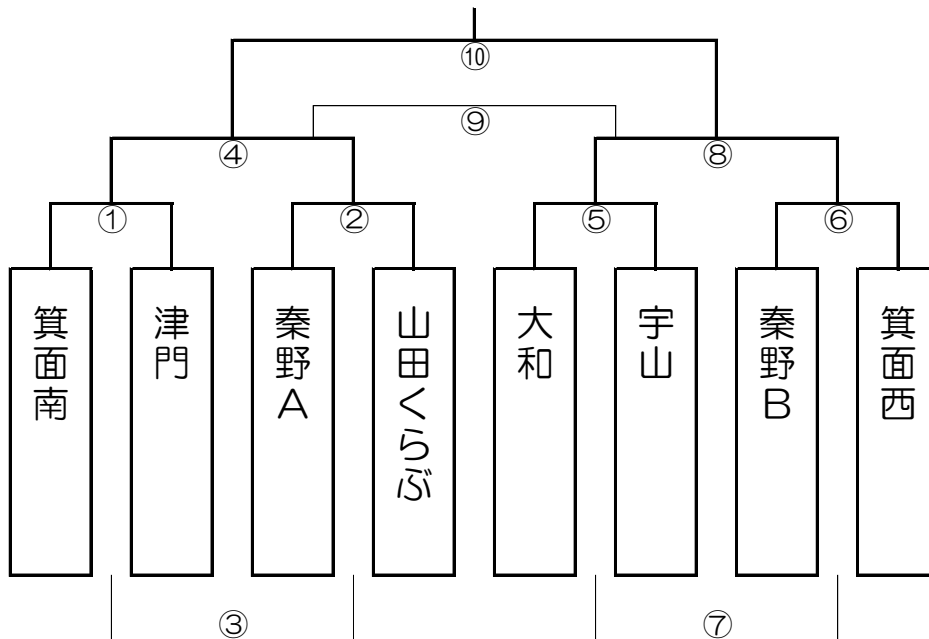 ⑩
⑨
④
⑧
①
②
⑤
⑥
箕面南
津門
秦野A
山田くらぶ
大和
宇山
秦野B
箕面西
③
⑦